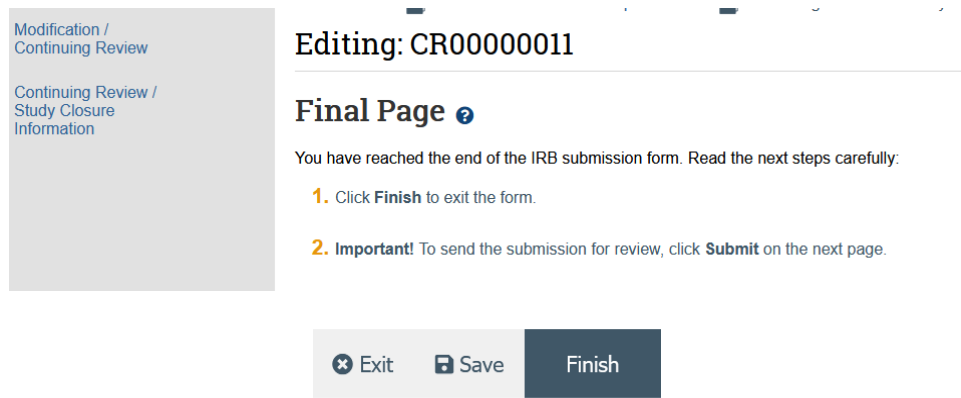 Modification /
Continuing Review
Continuing Review /
Study Closure
Information
Editing: CR00000011
Final Page ?
You have reached the end of the IRB submission form. Read the next steps carefully:
1. Click Finish to exit the form.
2. Important! To send the submission for review, click Submit on the next page.
Exit Save Finish